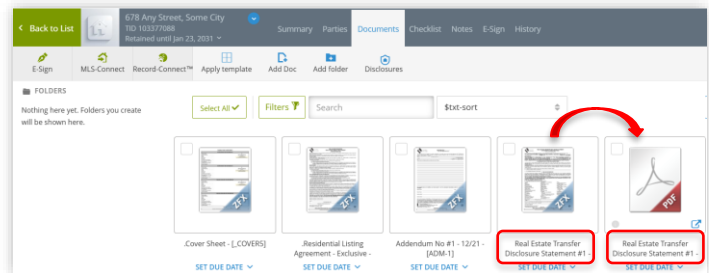 678 Any Street, Some City
Back to List
TID 103377088
Retained until Jan 23, 2031
Summary Parties Documents Checklist Notes E-Sign History
E-Sign MLS-Connect Record-Connect™ Apply template Add Doc Add folder Disclosures
FOLDERS
Nothing here yet. Folders you create
will be shown here.
Select All Filters Search $txt-sort
ZFX ZFX ZFX ZFX PDF
.Cover Sheet - [_COVERS]
.Residential Listing
Agreement - Exclusive -
Addendum No #1 - 12/21 -
[ADM-1]
Real Estate Transfer
Disclosure Statement #1 -
Real Estate Transfer
Disclosure Statement #1 -
SET DUE DATE SET DUE DATE SET DUE DATE SET DUE DATE SET DUE DATE